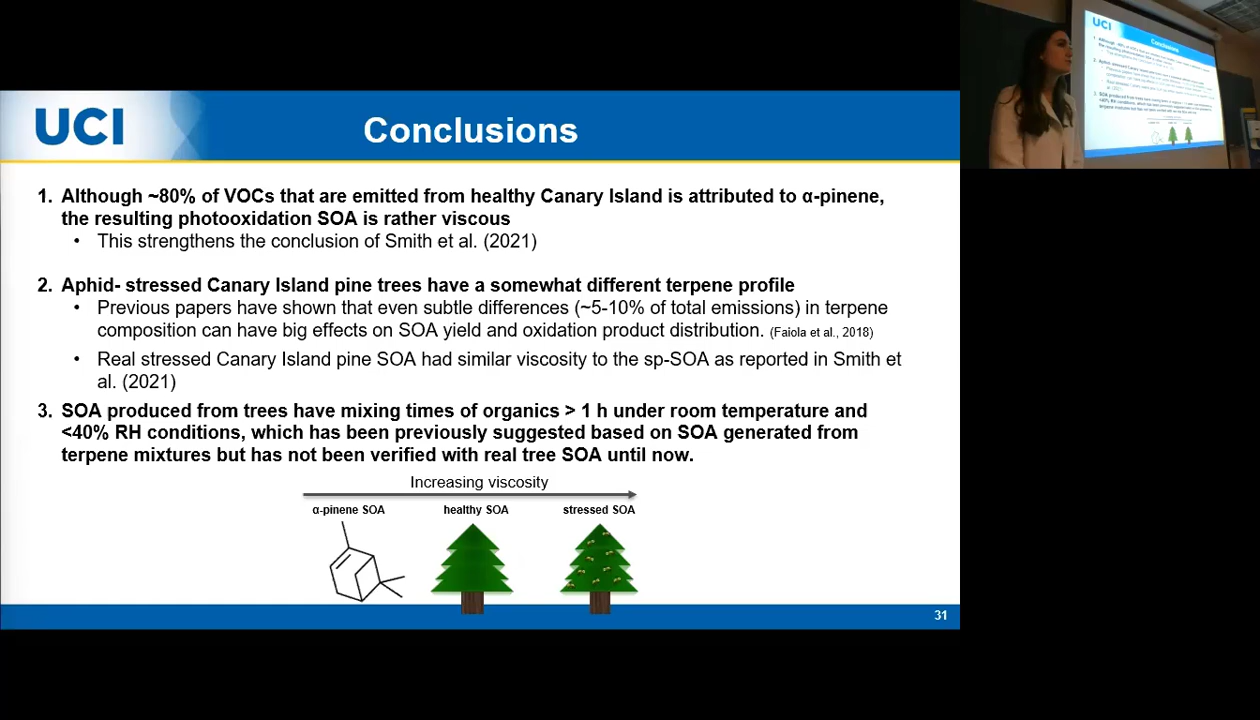 UCI
Conclusions
1. Although ~80% of VOCs that are emitted from healthy Canary Island is attributed to α-pinene,
the resulting photooxidation SOA is rather viscous
• This strengthens the conclusion of Smith et al. (2021)
2. Aphid- stressed Canary Island pine trees have a somewhat different terpene profile
• Previous papers have shown that even subtle differences (~5-10% of total emissions) in terpene
composition can have big effects on SOA yield and oxidation product distribution. (Faiola et al., 2018)
• Real stressed Canary Island pine SOA had similar viscosity to the sp-SOA as reported in Smith et
al. (2021)
3. SOA produced from trees have mixing times of organics > 1 h under room temperature and
<40% RH conditions, which has been previously suggested based on SOA generated from
terpene mixtures but has not been verified with real tree SOA until now.
Increasing viscosity
α-pinene SOA
healthy SOA
stressed SOA
31
UCI
Conclusions